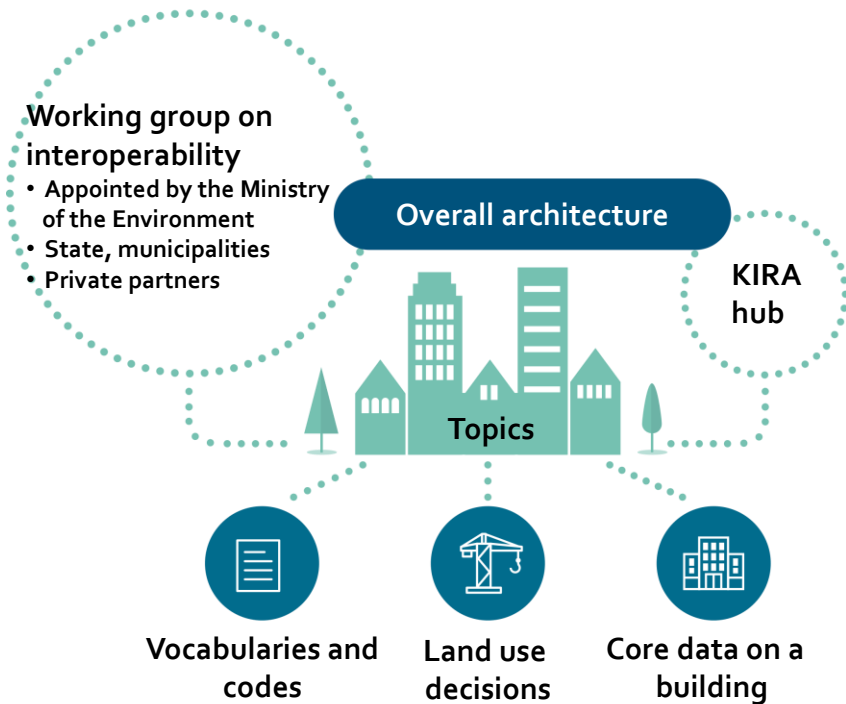 Working group on
interoperability
• Appointed by the Ministry
of the Environment
• State, municipalities
• Private partners
Overall architecture
KIRA
hub
Topics
Vocabularies and
codes
Land use
decisions
Core data on a
building